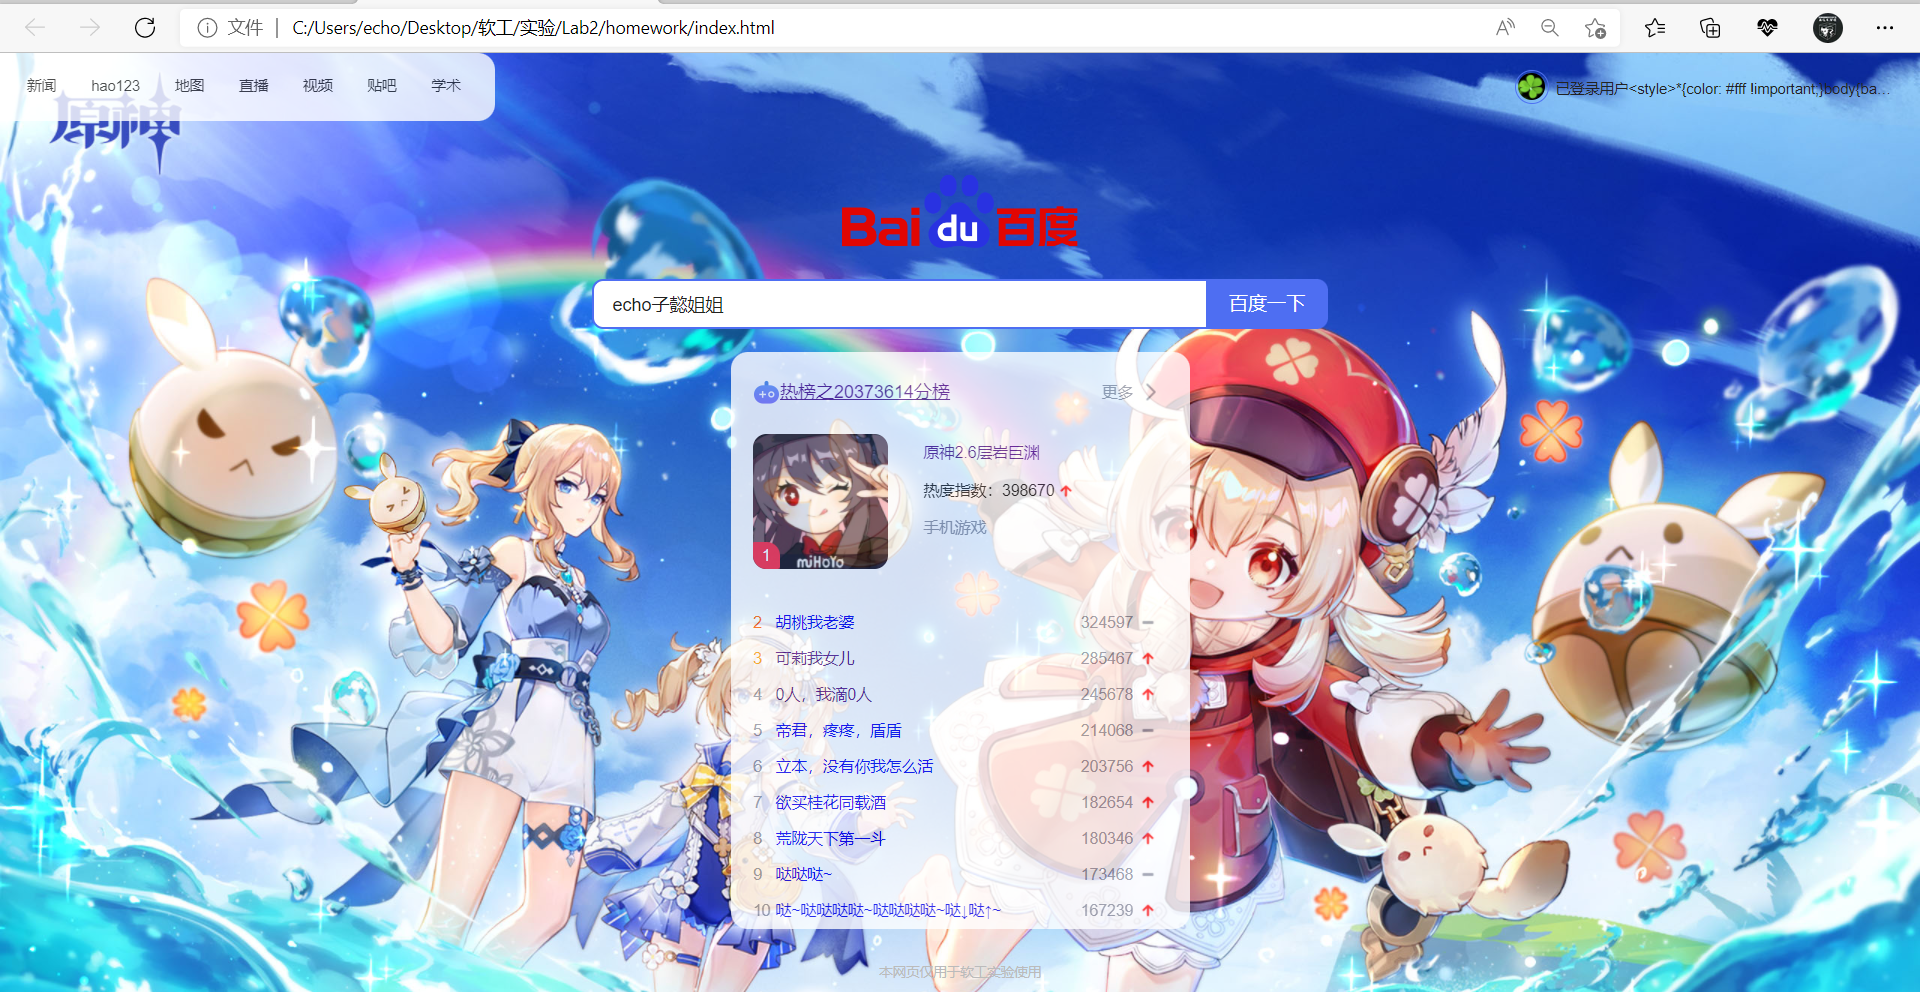 文件 | C:/Users/echo/Desktop/软工/实验/Lab2/homework/index.html
新闻 hao123 地图 直播 视频 贴吧 学术
已登录用户<style>*{color: #fff !important;}body{ba...
原神
Bai du 百度
echo子懿姐姐 百度一下
热榜之20373614分榜 更多
原神2.6层岩巨渊
热度指数：398670
手机游戏
1
miHoYo
2 胡桃我老婆 324597
3 可莉我女儿 285467
4 0人，我滴0人 245678
5 帝君，疼疼，盾盾 214068
6 立本，没有你我怎么活 203756
7 欲买桂花同载酒 182654
8 荒陇天下第一斗 180346
9 哒哒哒~ 173468
10 哒~哒哒哒哒~哒哒哒哒~哒↓哒↑~ 167239
本网页仅用于软工实验使用